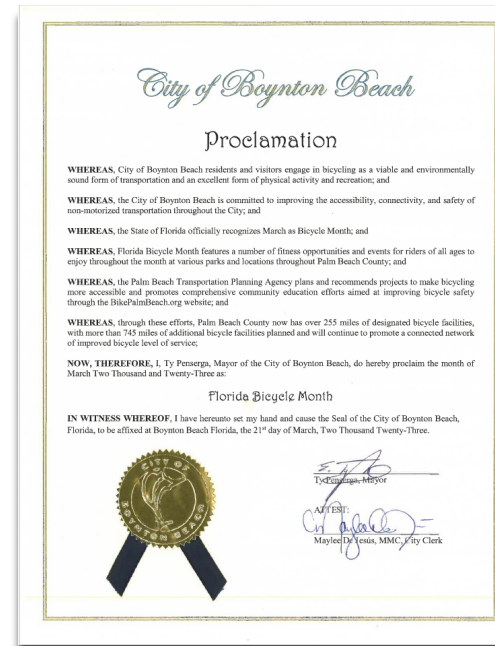 City of Boynton Beach
Proclamation
WHEREAS, City of Boynton Beach residents and visitors engage in bicycling as a viable and environmentally
sound form of transportation and an excellent form of physical activity and recreation; and
WHEREAS, the City of Boynton Beach is committed to improving the accessibility, connectivity, and safety of
non-motorized transportation throughout the City; and
WHEREAS, the State of Florida officially recognizes March as Bicycle Month; and
WHEREAS, Florida Bicycle Month features a number of fitness opportunities and events for riders of all ages to
enjoy throughout the month at various parks and locations throughout Palm Beach County; and
WHEREAS, the Palm Beach Transportation Planning Agency plans and recommends projects to make bicycling
more accessible and promotes comprehensive community education efforts aimed at improving bicycle safety
through the BikePalmBeach.org website; and
WHEREAS, through these efforts, Palm Beach County now has over 255 miles of designated bicycle facilities,
with more than 745 miles of additional bicycle facilities planned and will continue to promote a connected network
of improved bicycle level of service;
NOW, THEREFORE, I, Ty Penserga, Mayor of the City of Boynton Beach, do hereby proclaim the month of
March Two Thousand and Twenty-Three as:
Florida Bicycle Month
IN WITNESS WHEREOF, I have hereunto set my hand and cause the Seal of the City of Boynton Beach,
Florida, to be affixed at Boynton Beach Florida, the 21st day of March, Two Thousand Twenty-Three.
CITY OF
BOYNTON BEACH
Ty Penserga, Mayor
ATTEST:
Maylee De Jesús, MMC, City Clerk